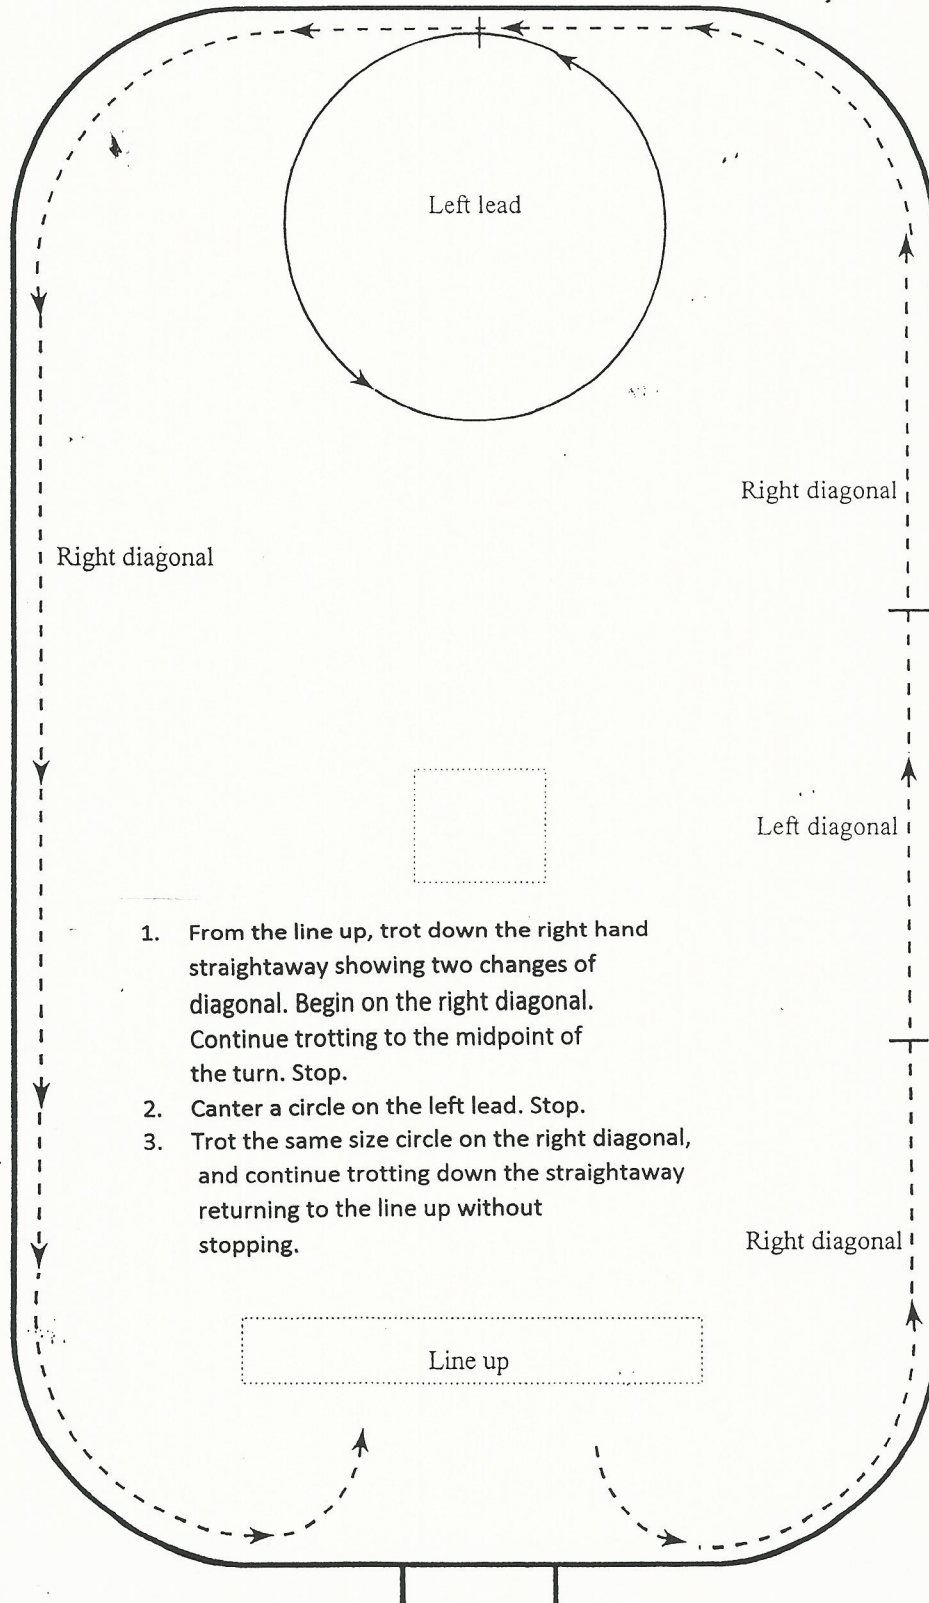 Left lead
Right diagonal
Right diagonal
Left diagonal
1. From the line up, trot down the right hand
straightaway showing two changes of
diagonal. Begin on the right diagonal.
Continue trotting to the midpoint of
the turn. Stop.
2. Canter a circle on the left lead. Stop.
3. Trot the same size circle on the right diagonal,
and continue trotting down the straightaway
returning to the line up without
stopping.
Right diagonal
Line up